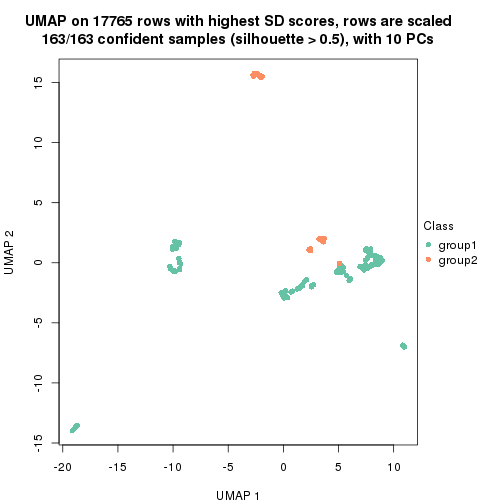 UMAP on 17765 rows with highest SD scores, rows are scaled
163/163 confident samples (silhouette > 0.5), with 10 PCs
15
10
5
0
-5
-10
-15
UMAP 2
-20
-15
-10
-5
0
5
10
UMAP 1
Class
group1
group2